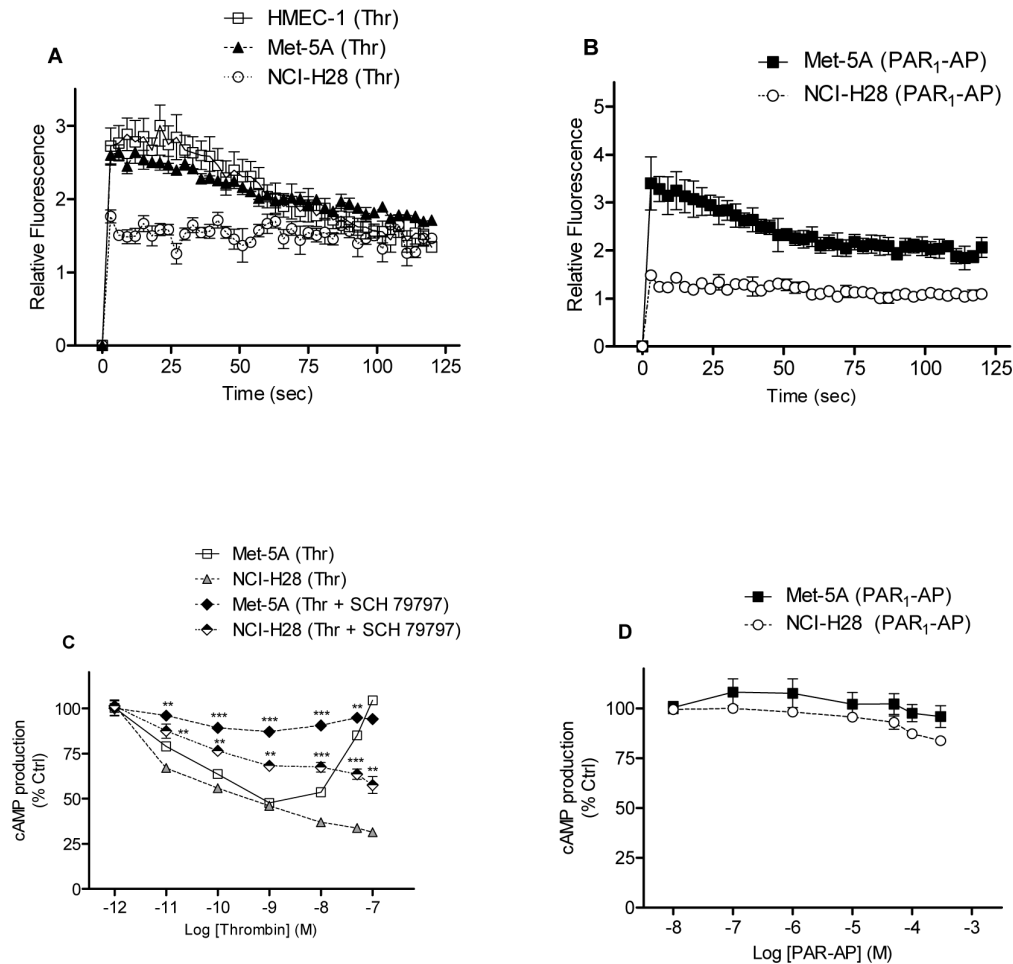 HMEC-1 (Thr)
Met-5A (Thr)
NCI-H28 (Thr)
A
3
2
1
0
Relative Fluorescence
0 25 50 75 100 125
Time (sec)
B
Met-5A (PAR1-AP)
NCI-H28 (PAR1-AP)
5
4
3
2
1
0
Relative Fluorescence
0 25 50 75 100 125
Time (sec)
Met-5A (Thr)
NCI-H28 (Thr)
Met-5A (Thr + SCH 79797)
NCI-H28 (Thr + SCH 79797)
C
100
75
50
25
0
cAMP production
(% Ctrl)
** *** *** *** **
** ** ** *** *** **
-12 -11 -10 -9 -8 -7
Log [Thrombin] (M)
D
Met-5A (PAR1-AP)
NCI-H28 (PAR1-AP)
100
75
50
25
0
cAMP production
(% Ctrl)
-8 -7 -6 -5 -4 -3
Log [PAR-AP] (M)